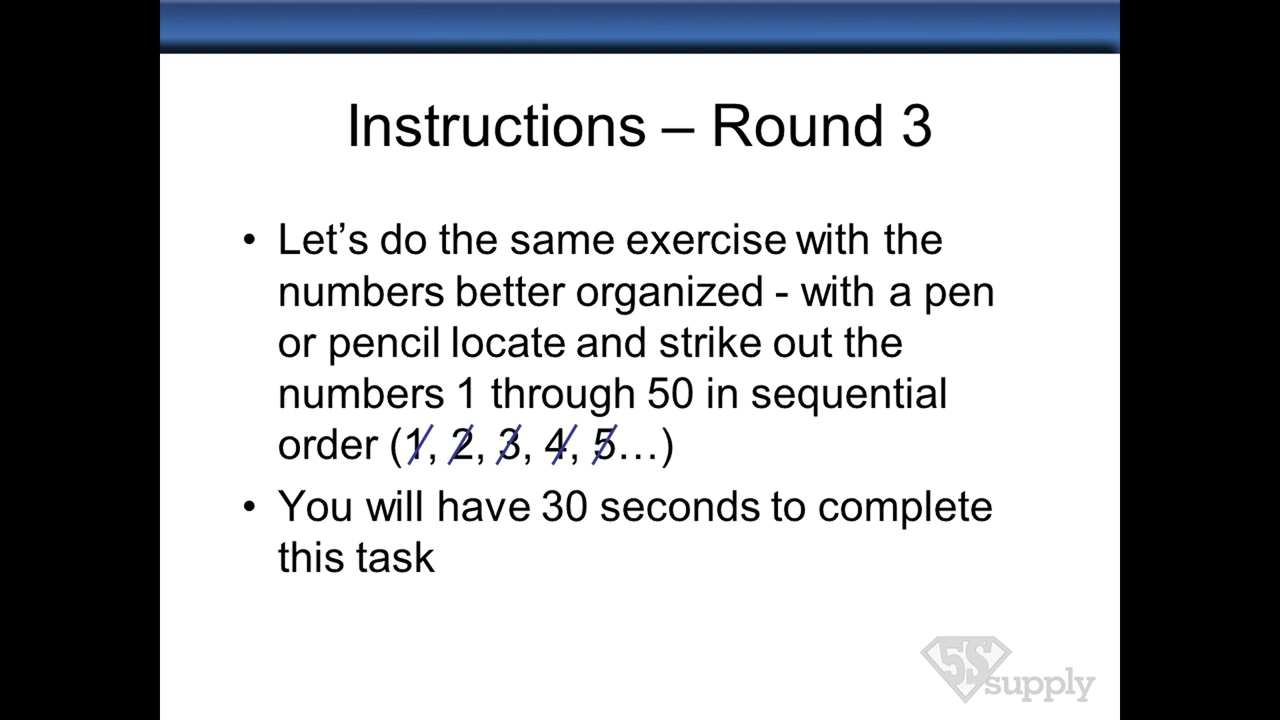 Instructions – Round 3
• Let’s do the same exercise with the
numbers better organized - with a pen
or pencil locate and strike out the
numbers 1 through 50 in sequential
order (1, 2, 3, 4, 5…)
• You will have 30 seconds to complete
this task
5S
supply